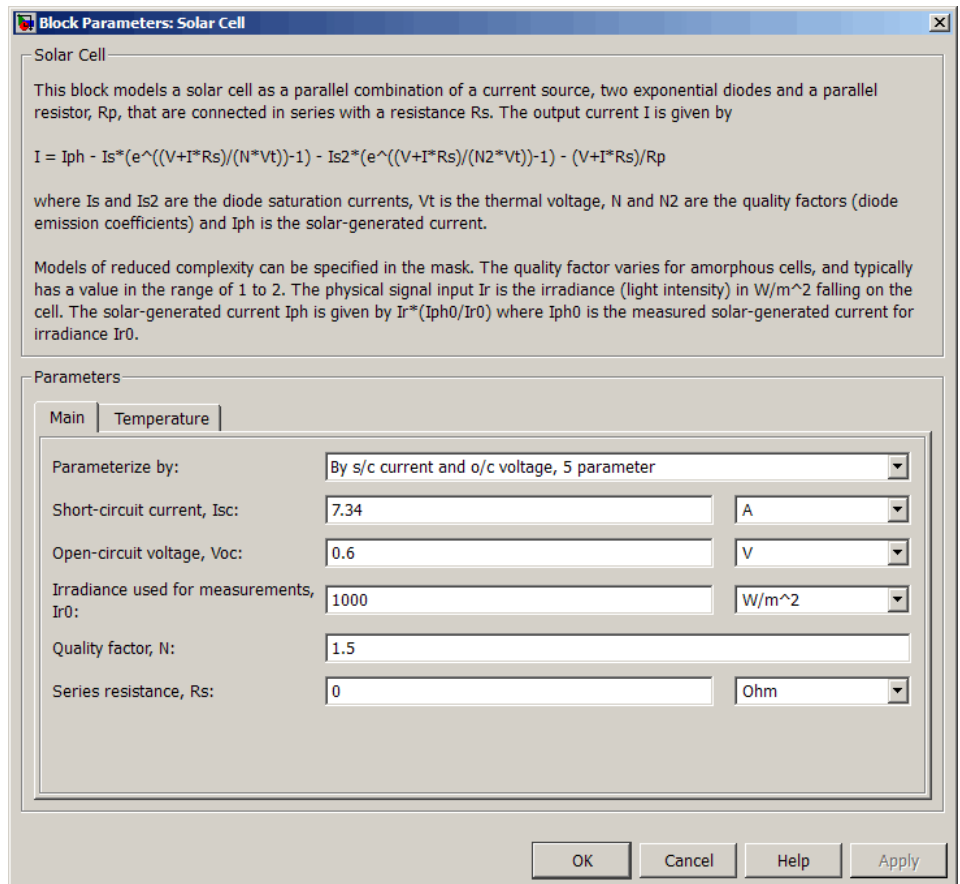 Block Parameters: Solar Cell
Solar Cell
This block models a solar cell as a parallel combination of a current source, two exponential diodes and a parallel
resistor, Rp, that are connected in series with a resistance Rs. The output current I is given by
I = Iph - Is*(e^((V+I*Rs)/(N*Vt))-1) - Is2*(e^((V+I*Rs)/(N2*Vt))-1) - (V+I*Rs)/Rp
where Is and Is2 are the diode saturation currents, Vt is the thermal voltage, N and N2 are the quality factors (diode
emission coefficients) and Iph is the solar-generated current.
Models of reduced complexity can be specified in the mask. The quality factor varies for amorphous cells, and typically
has a value in the range of 1 to 2. The physical signal input Ir is the irradiance (light intensity) in W/m^2 falling on the
cell. The solar-generated current Iph is given by Ir*(Iph0/Ir0) where Iph0 is the measured solar-generated current for
irradiance Ir0.
Parameters
Main Temperature
Parameterize by: By s/c current and o/c voltage, 5 parameter
Short-circuit current, Isc: 7.34 A
Open-circuit voltage, Voc: 0.6 V
Irradiance used for measurements,
Ir0: 1000 W/m^2
Quality factor, N: 1.5
Series resistance, Rs: 0 Ohm
OK Cancel Help Apply